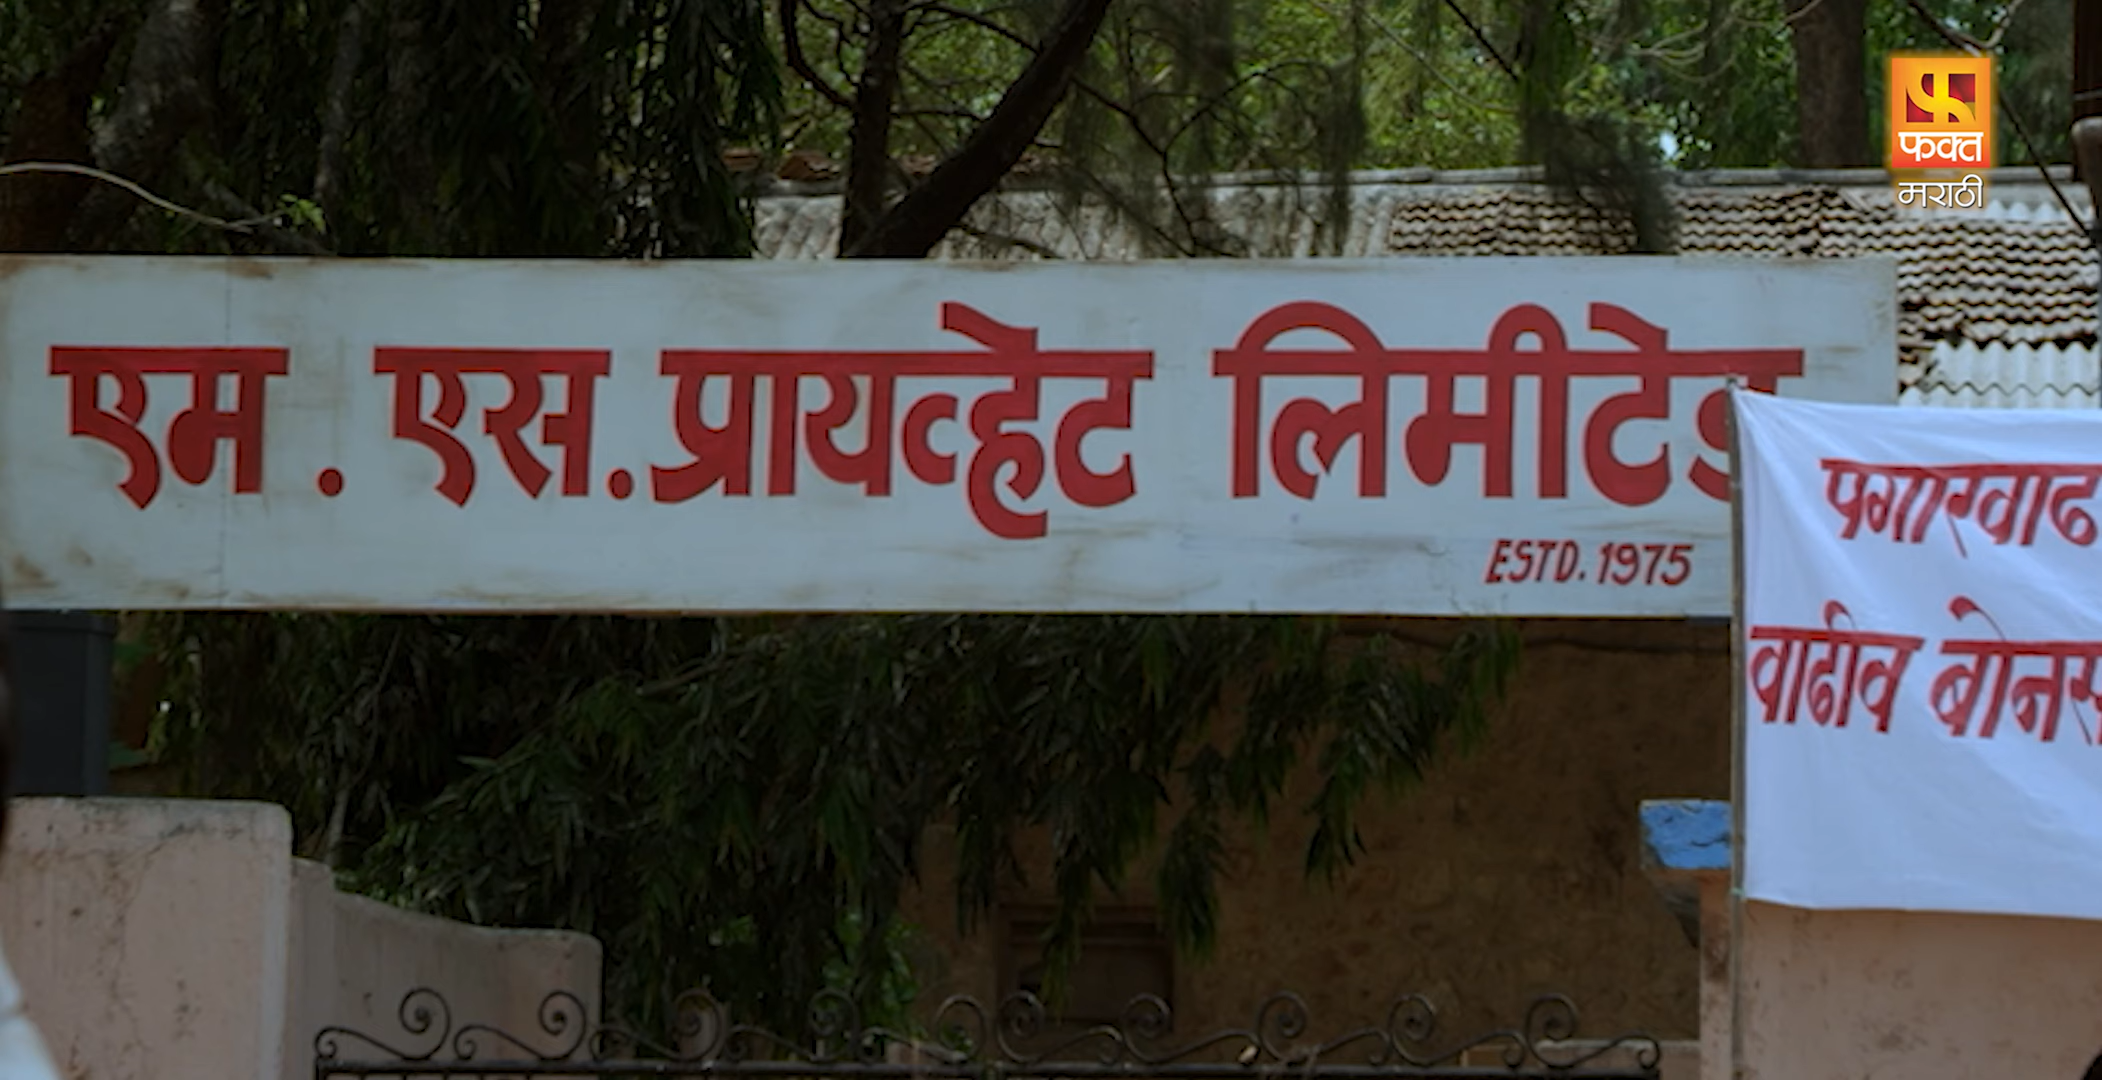 फक्त
मराठी
एम. एस. प्रायव्हेट लिमीटेड
ESTD. 1975
पगारवाढ
वाढीव बोनस